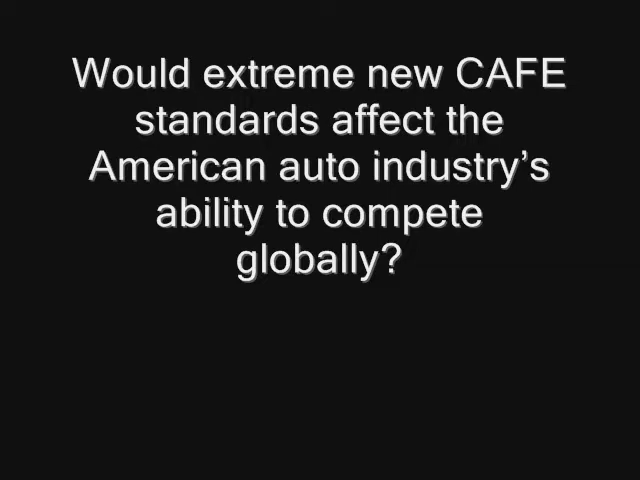 Would extreme new CAFE
standards affect the
American auto industry’s
ability to compete
globally?